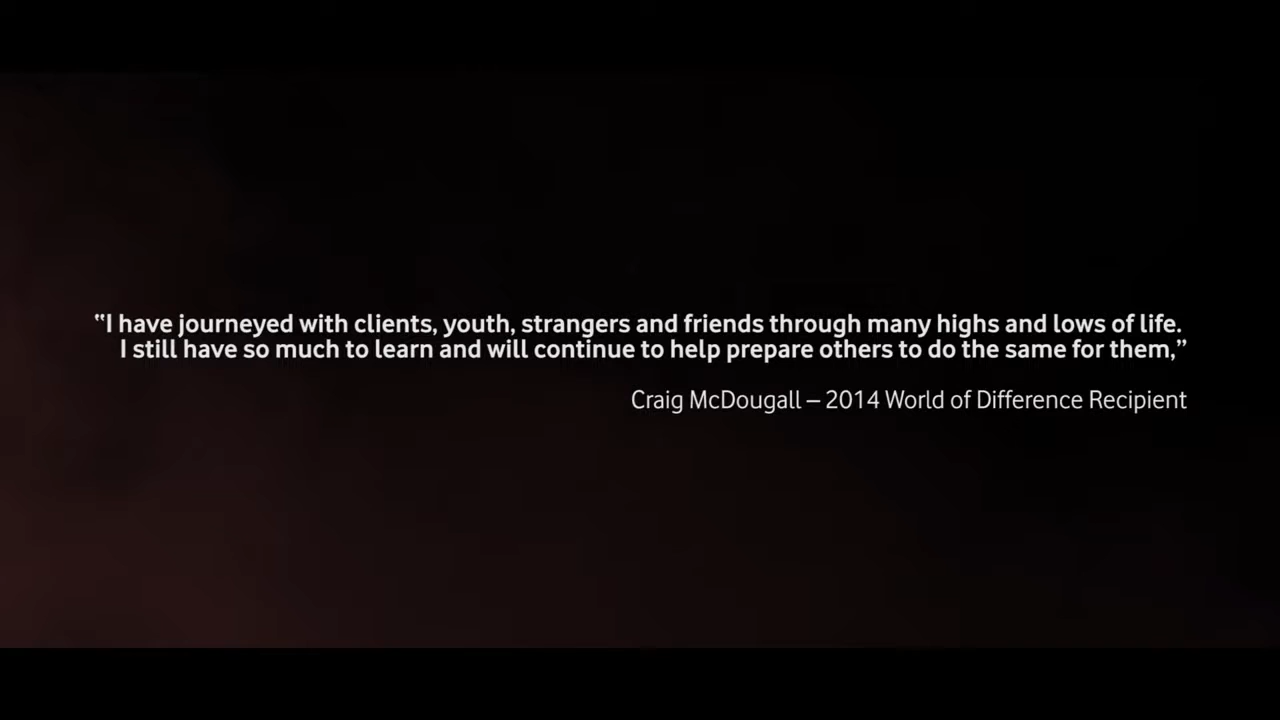 “I have journeyed with clients, youth, strangers and friends through many highs and lows of life.
I still have so much to learn and will continue to help prepare others to do the same for them,”
Craig McDougall – 2014 World of Difference Recipient